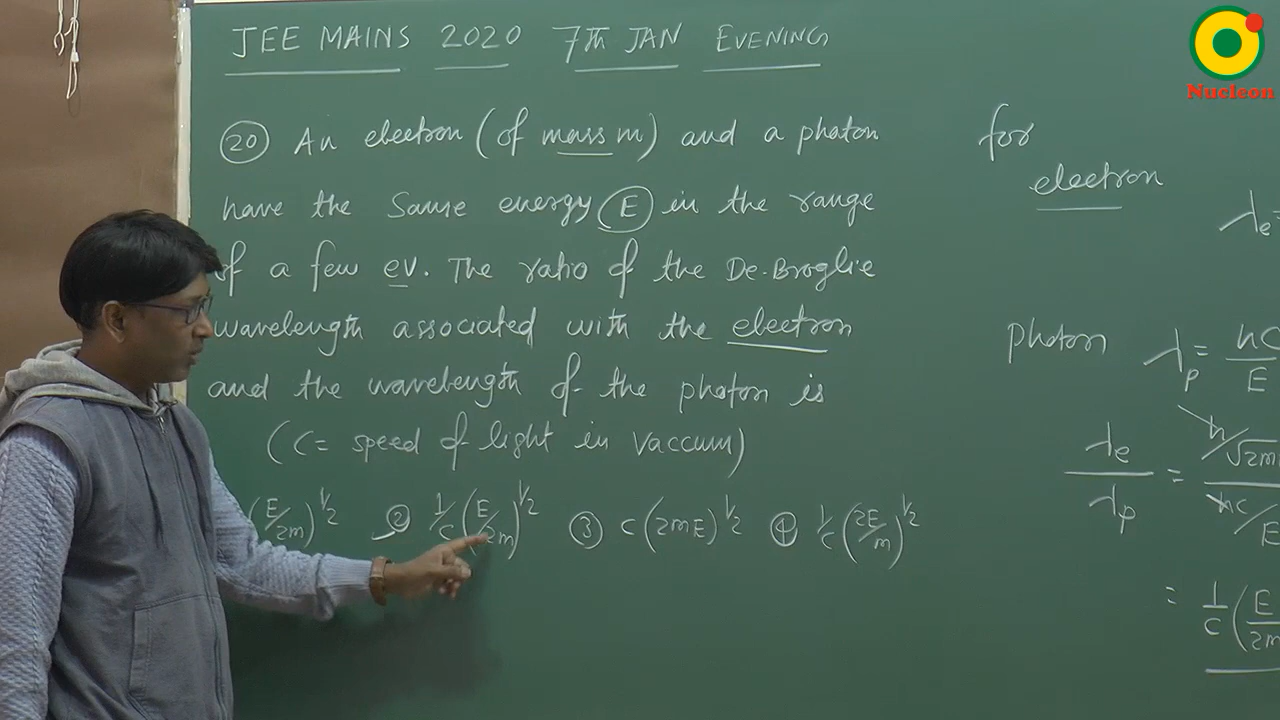 JEE MAINS 2020 7Th JAN EVENING
Nucleon
(20) An electron (of mass m) and a photon
have the same energy (E) in the range
of a few ev. The ratio of the De-Broglie
wavelength associated with the electron
and the wavelength of the photon is
(C = speed of light in vaccum)
(E/2m)^1/2 (2) 1/c (E/2m)^1/2 (3) C(2mE)^1/2 (4) 1/c (2E/m)^1/2
for
electron
λe =
photon λp = hC/E
λe/λp = h/√2m / hc/E
= 1/c (E/2m